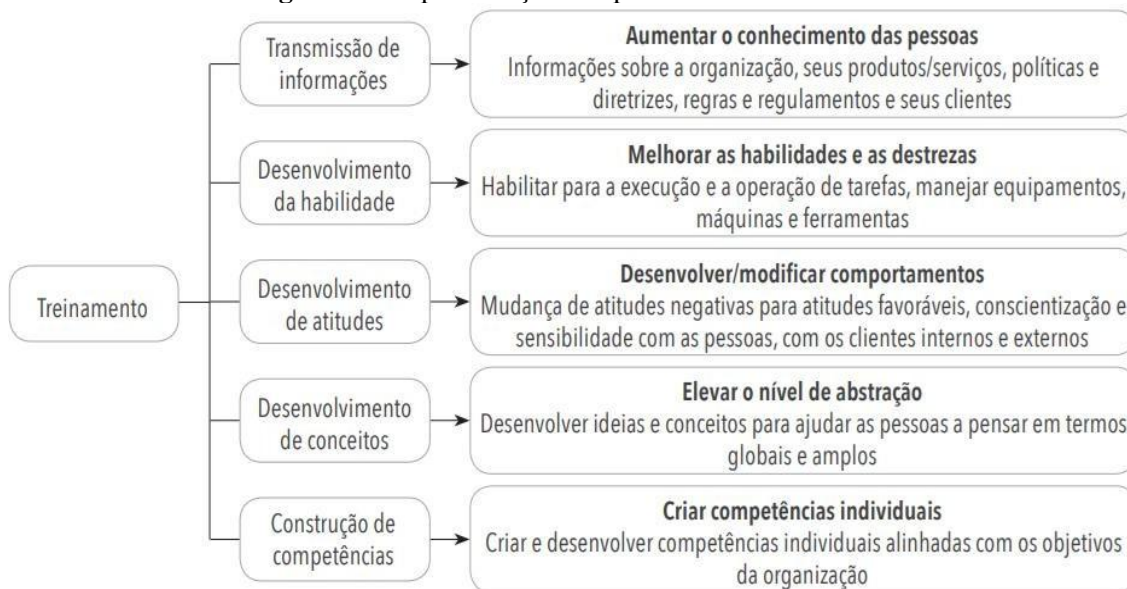 Transmissão de
informações
Aumentar o conhecimento das pessoas
Informações sobre a organização, seus produtos/serviços, políticas e
diretrizes, regras e regulamentos e seus clientes
Desenvolvimento
da habilidade
Melhorar as habilidades e as destrezas
Habilitar para a execução e a operação de tarefas, manejar equipamentos,
máquinas e ferramentas
Treinamento
Desenvolvimento
de atitudes
Desenvolver/modificar comportamentos
Mudança de atitudes negativas para atitudes favoráveis, conscientização e
sensibilidade com as pessoas, com os clientes internos e externos
Desenvolvimento
de conceitos
Elevar o nível de abstração
Desenvolver ideias e conceitos para ajudar as pessoas a pensar em termos
globais e amplos
Construção de
competências
Criar competências individuais
Criar e desenvolver competências individuais alinhadas com os objetivos
da organização